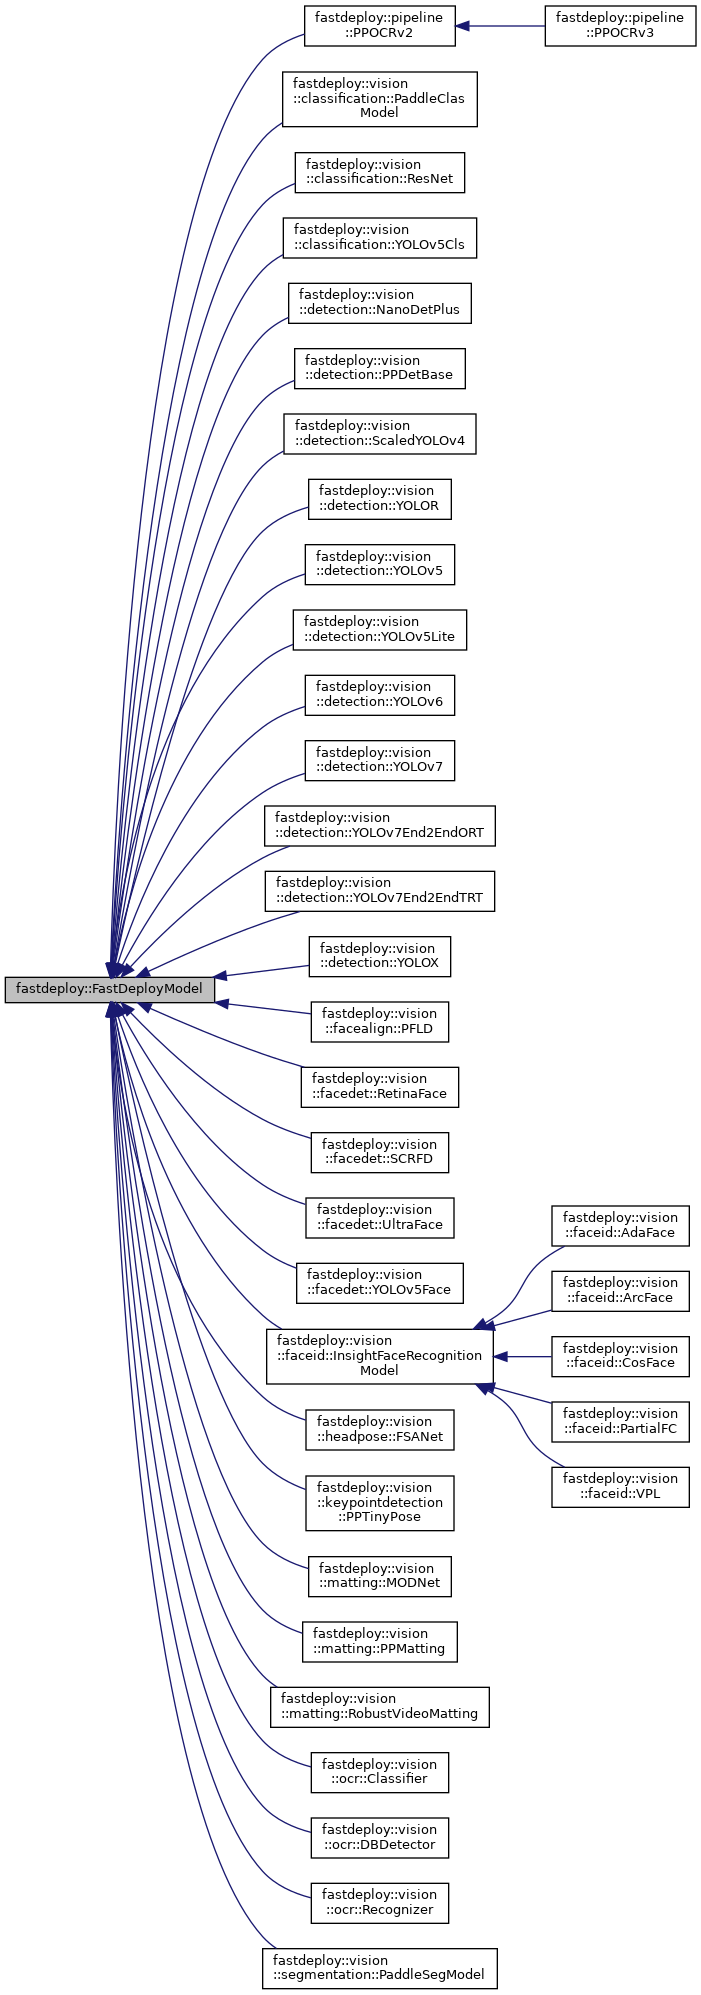 fastdeploy::pipeline
::PPOCRv2
fastdeploy::pipeline
::PPOCRv3
fastdeploy::vision
::classification::PaddleClas
Model
fastdeploy::vision
::classification::ResNet
fastdeploy::vision
::classification::YOLOv5Cls
fastdeploy::vision
::detection::NanoDetPlus
fastdeploy::vision
::detection::PPDetBase
fastdeploy::vision
::detection::ScaledYOLOv4
fastdeploy::vision
::detection::YOLOR
fastdeploy::vision
::detection::YOLOv5
fastdeploy::vision
::detection::YOLOv5Lite
fastdeploy::vision
::detection::YOLOv6
fastdeploy::vision
::detection::YOLOv7
fastdeploy::vision
::detection::YOLOv7End2EndORT
fastdeploy::vision
::detection::YOLOv7End2EndTRT
fastdeploy::vision
::detection::YOLOX
fastdeploy::FastDeployModel
fastdeploy::vision
::facealign::PFLD
fastdeploy::vision
::facedet::RetinaFace
fastdeploy::vision
::facedet::SCRFD
fastdeploy::vision
::facedet::UltraFace
fastdeploy::vision
::facedet::YOLOv5Face
fastdeploy::vision
::faceid::InsightFaceRecognition
Model
fastdeploy::vision
::faceid::AdaFace
fastdeploy::vision
::faceid::ArcFace
fastdeploy::vision
::faceid::CosFace
fastdeploy::vision
::faceid::PartialFC
fastdeploy::vision
::faceid::VPL
fastdeploy::vision
::headpose::FSANet
fastdeploy::vision
::keypointdetection
::PPTinyPose
fastdeploy::vision
::matting::MODNet
fastdeploy::vision
::matting::PPMatting
fastdeploy::vision
::matting::RobustVideoMatting
fastdeploy::vision
::ocr::Classifier
fastdeploy::vision
::ocr::DBDetector
fastdeploy::vision
::ocr::Recognizer
fastdeploy::vision
::segmentation::PaddleSegModel